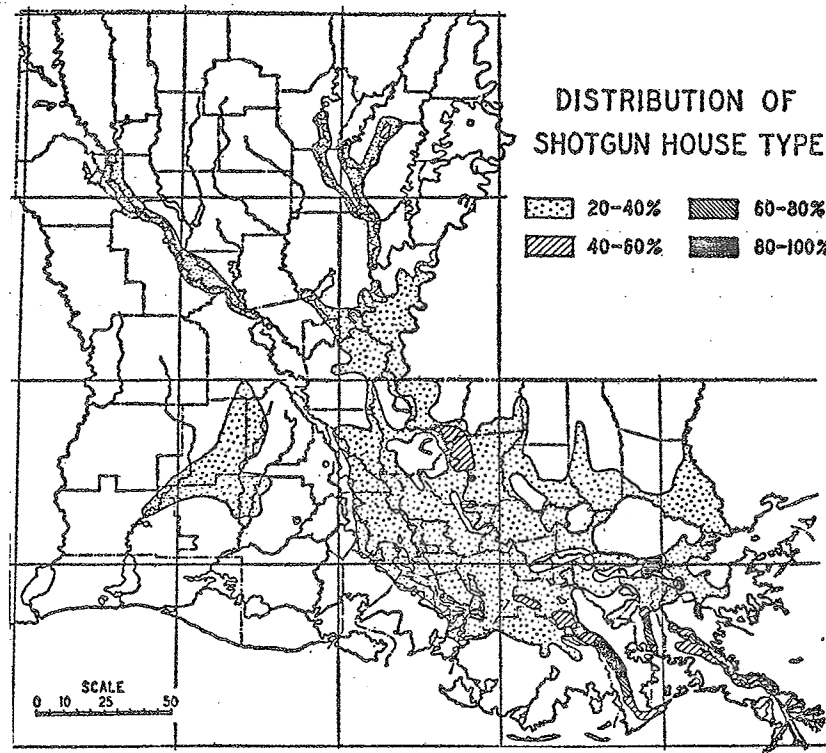 DISTRIBUTION OF
SHOTGUN HOUSE TYPE
20-40%
60-80%
40-60%
80-100%
SCALE
0 10 25 50